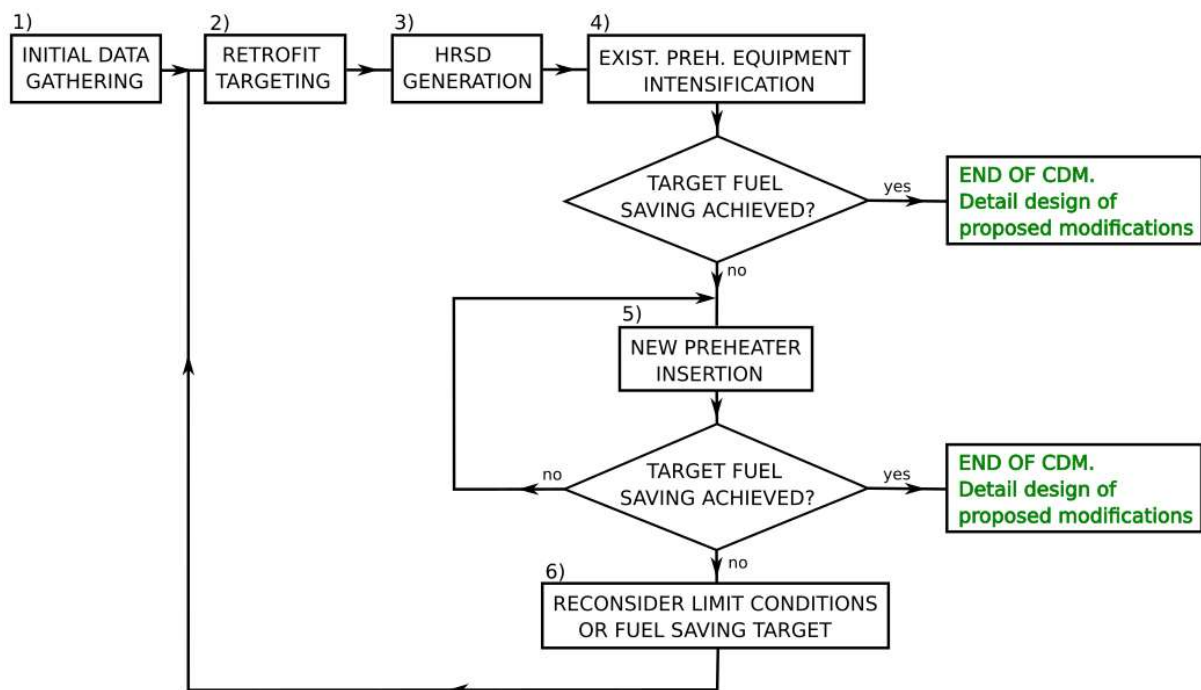 1)
INITIAL DATA
GATHERING
2)
RETROFIT
TARGETING
3)
HRSD
GENERATION
4)
EXIST. PREH. EQUIPMENT
INTENSIFICATION
TARGET FUEL
SAVING ACHIEVED?
yes
END OF CDM.
Detail design of
proposed modifications
no
5)
NEW PREHEATER
INSERTION
TARGET FUEL
SAVING ACHIEVED?
no
yes
END OF CDM.
Detail design of
proposed modifications
no
6)
RECONSIDER LIMIT CONDITIONS
OR FUEL SAVING TARGET